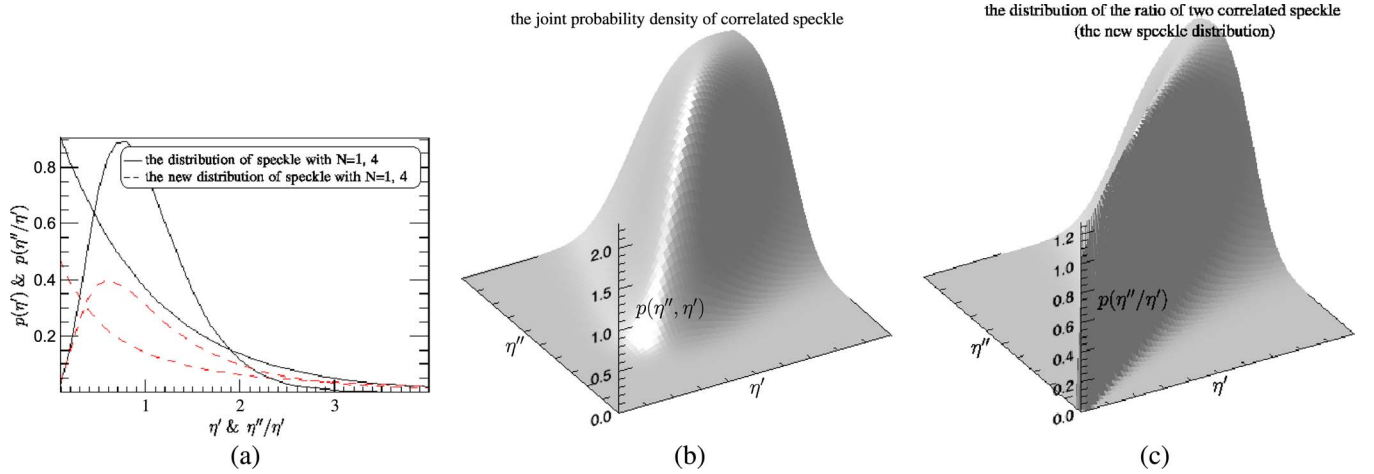 the joint probability density of correlated speckle
the distribution of the ratio of two correlated speckle
(the new speckle distribution)
0.8
0.6
0.4
0.2
p(η′) & p(η″/η′)
the distribution of speckle with N=1, 4
the new distribution of speckle with N=1, 4
1 2 3
η′ & η″/η′
(a)
2.0
1.5
1.0
0.5
0.0
p(η″, η′)
η″
η′
(b)
1.2
1.0
0.8
0.6
0.4
0.2
0.0
p(η″/η′)
η″
η′
(c)